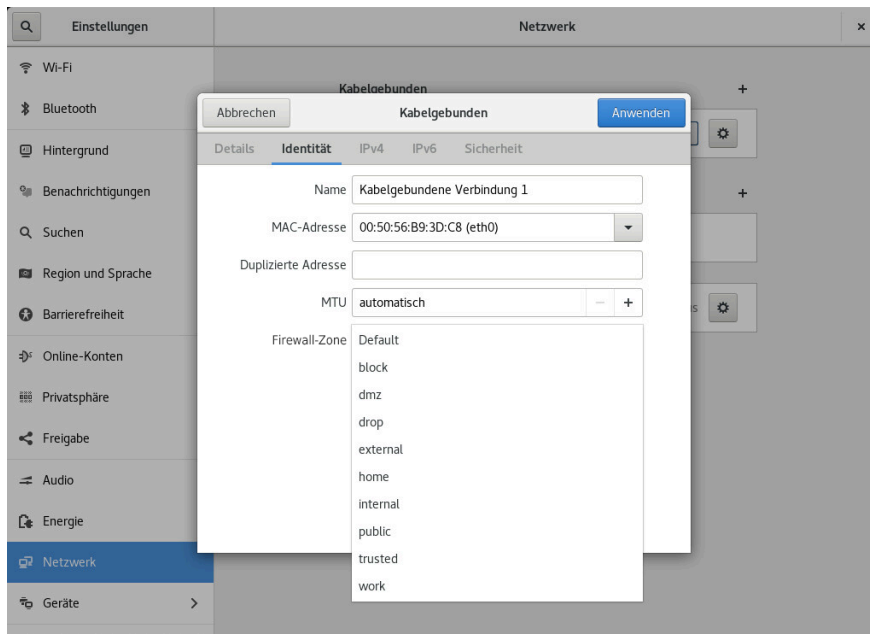 Einstellungen
Netzwerk
Wi-Fi
Bluetooth
Hintergrund
Benachrichtigungen
Suchen
Region und Sprache
Barrierefreiheit
Online-Konten
Privatsphäre
Freigabe
Audio
Energie
Netzwerk
Geräte
Kabelgebunden
Abbrechen
Kabelgebunden
Anwenden
Details Identität IPv4 IPv6 Sicherheit
Name Kabelgebundene Verbindung 1
MAC-Adresse 00:50:56:B9:3D:C8 (eth0)
Duplizierte Adresse
MTU automatisch
Firewall-Zone Default
block
dmz
drop
external
home
internal
public
trusted
work